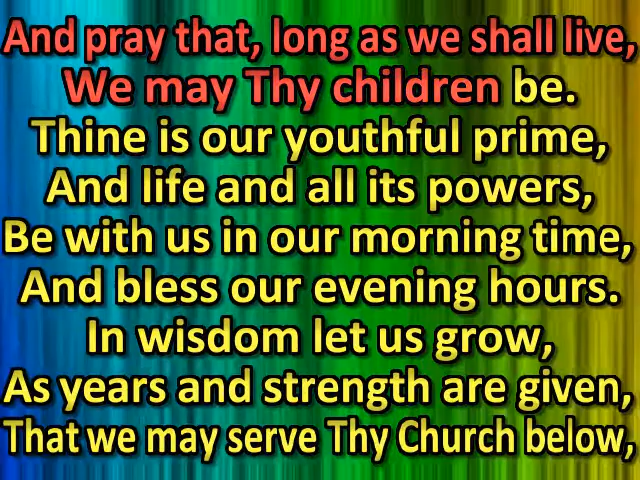 And pray that, long as we shall live,
We may Thy children be.
Thine is our youthful prime,
And life and all its powers,
Be with us in our morning time,
And bless our evening hours.
In wisdom let us grow,
As years and strength are given,
That we may serve Thy Church below,